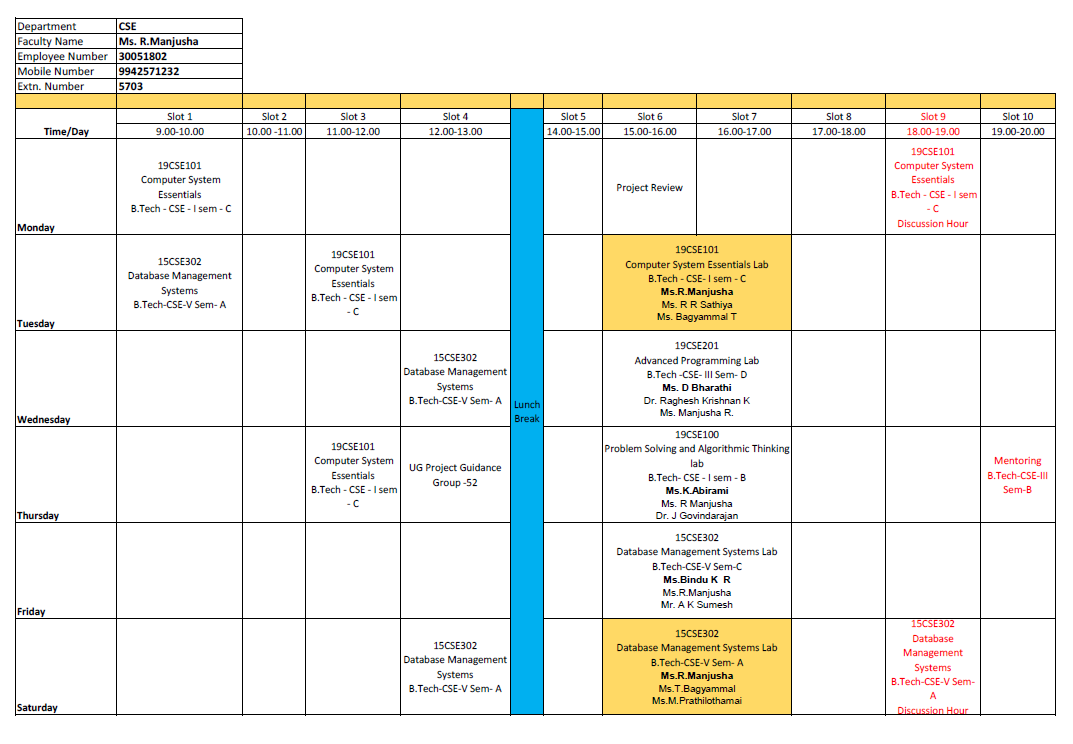 Department CSE
Faculty Name Ms. R.Manjusha
Employee Number 30051802
Mobile Number 9942571232
Extn. Number 5703
Slot 1 Slot 2 Slot 3 Slot 4 Slot 5 Slot 6 Slot 7 Slot 8 Slot 9 Slot 10
Time/Day 9.00-10.00 10.00 -11.00 11.00-12.00 12.00-13.00 14.00-15.00 15.00-16.00 16.00-17.00 17.00-18.00 18.00-19.00 19.00-20.00
Monday
19CSE101
Computer System
Essentials
B.Tech - CSE - I sem - C
Project Review
19CSE101
Computer System
Essentials
B.Tech - CSE - I sem
- C
Discussion Hour
Tuesday
15CSE302
Database Management
Systems
B.Tech-CSE-V Sem- A
19CSE101
Computer System
Essentials
B.Tech - CSE - I sem
- C
19CSE101
Computer System Essentials Lab
B.Tech - CSE- I sem - C
Ms.R.Manjusha
Ms. R R Sathiya
Ms. Bagyammal T
Wednesday
15CSE302
Database Management
Systems
B.Tech-CSE-V Sem- A
Lunch
Break
19CSE201
Advanced Programming Lab
B.Tech -CSE- III Sem- D
Ms. D Bharathi
Dr. Raghesh Krishnan K
Ms. Manjusha R.
Thursday
19CSE101
Computer System
Essentials
B.Tech - CSE - I sem
- C
UG Project Guidance
Group -52
19CSE100
Problem Solving and Algorithmic Thinking
lab
B.Tech- CSE - I sem - B
Ms.K.Abirami
Ms. R Manjusha
Dr. J Govindarajan
Mentoring
B.Tech-CSE-III
Sem-B
Friday
15CSE302
Database Management Systems Lab
B.Tech-CSE-V Sem-C
Ms.Bindu K R
Ms.R.Manjusha
Mr. A K Sumesh
Saturday
15CSE302
Database Management
Systems
B.Tech-CSE-V Sem- A
15CSE302
Database Management Systems Lab
B.Tech-CSE-V Sem- A
Ms.R.Manjusha
Ms.T.Bagyammal
Ms.M.Prathilothamai
15CSE302
Database
Management
Systems
B.Tech-CSE-V Sem-
A
Discussion Hour